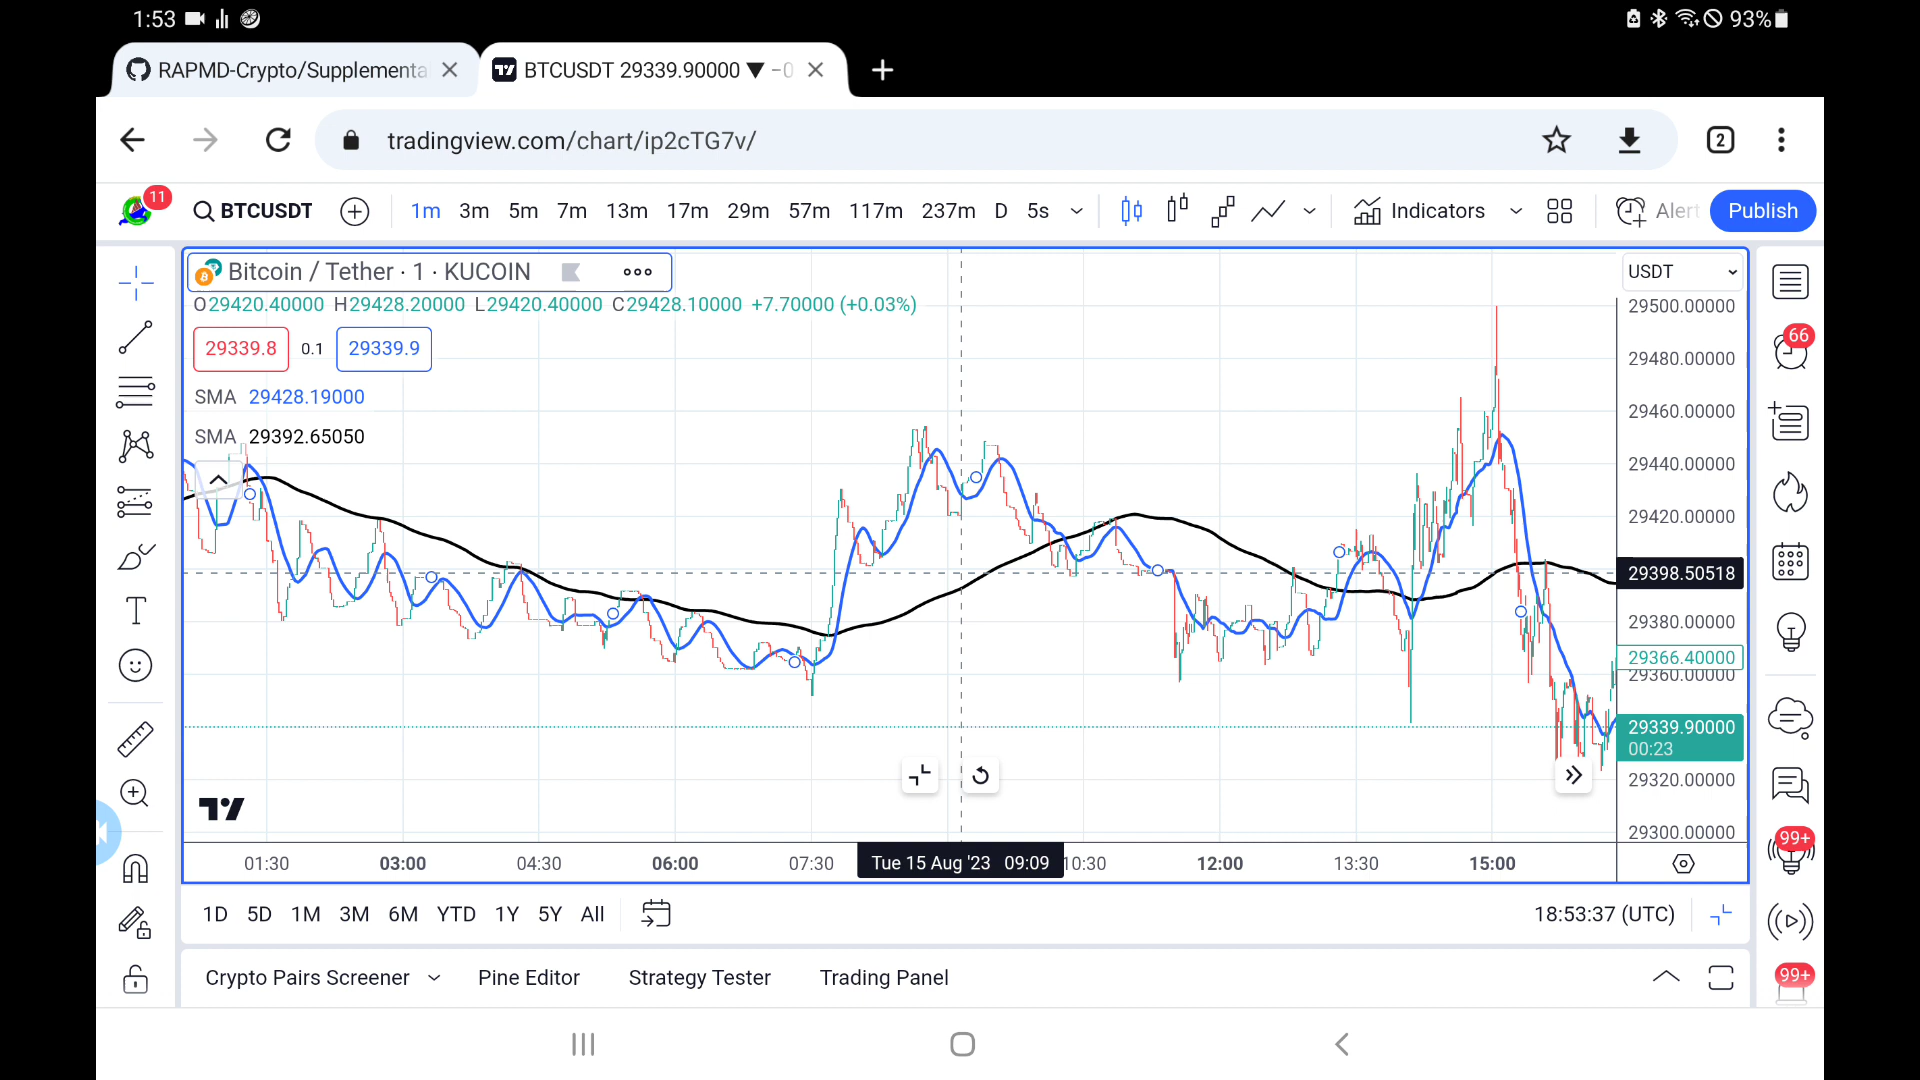 1:53 93%
RAPMD-Crypto/Supplementa BTCUSDT 29339.90000 ▼ −0
tradingview.com/chart/ip2cTG7v/ 2
11 BTCUSDT 1m 3m 5m 7m 13m 17m 29m 57m 117m 237m D 5s Indicators Alert Publish
Bitcoin / Tether · 1 · KUCOIN USDT
O29420.40000 H29428.20000 L29420.40000 C29428.10000 +7.70000 (+0.03%)
29339.8 0.1 29339.9
SMA 29428.19000
SMA 29392.65050
29500.00000
29480.00000
29460.00000
29440.00000
29420.00000
29398.50518
29380.00000
29366.40000
29360.00000
29339.90000
00:23
29320.00000
29300.00000
66
99+
99+
01:30 03:00 04:30 06:00 07:30 Tue 15 Aug '23 09:09 10:30 12:00 13:30 15:00
1D 5D 1M 3M 6M YTD 1Y 5Y All 18:53:37 (UTC)
Crypto Pairs Screener Pine Editor Strategy Tester Trading Panel